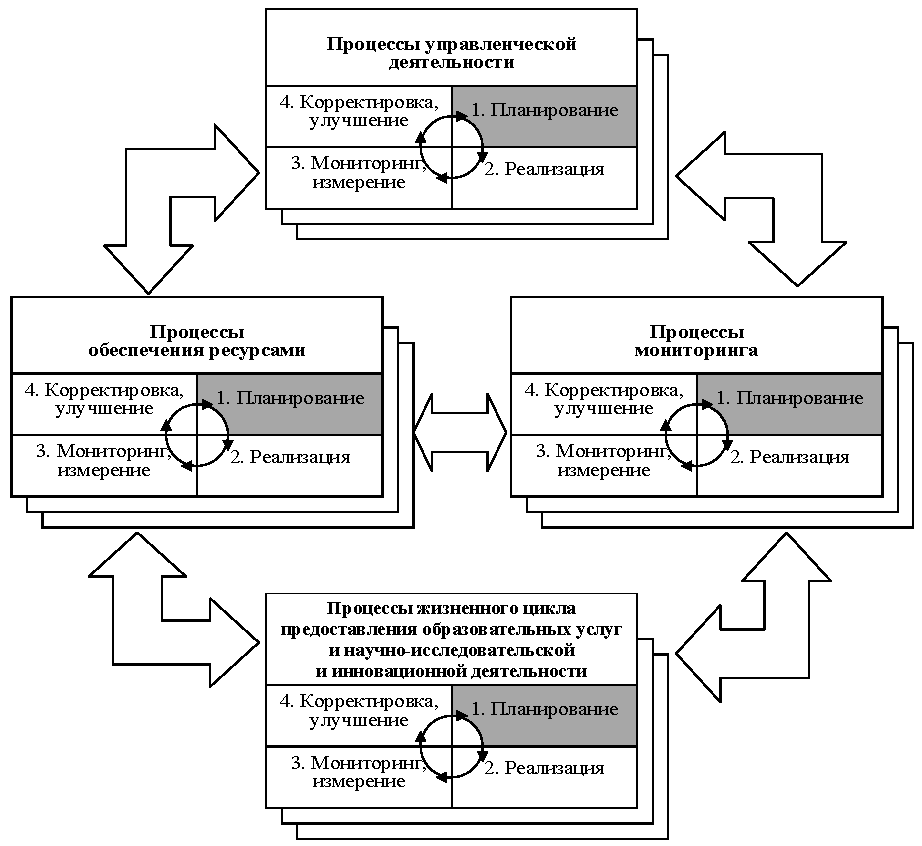 Процессы управленческой
деятельности
4. Корректировка,
улучшение
1. Планирование
3. Мониторинг,
измерение
2. Реализация
Процессы
обеспечения ресурсами
4. Корректировка,
улучшение
1. Планирование
3. Мониторинг,
измерение
2. Реализация
Процессы
мониторинга
4. Корректировка,
улучшение
1. Планирование
3. Мониторинг,
измерение
2. Реализация
Процессы жизненного цикла
предоставления образовательных услуг
и научно-исследовательской
и инновационной деятельности
4. Корректировка,
улучшение
1. Планирование
3. Мониторинг,
измерение
2. Реализация